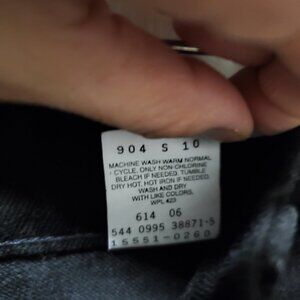 904 S 10
MACHINE WASH WARM NORMAL
CYCLE. ONLY NON-CHLORINE
BLEACH IF NEEDED. TUMBLE
DRY HOT. HOT IRON IF NEEDED.
WASH AND DRY
WITH LIKE COLORS.
WPL 423
614 06
544 0995 38871-5
15551-0260